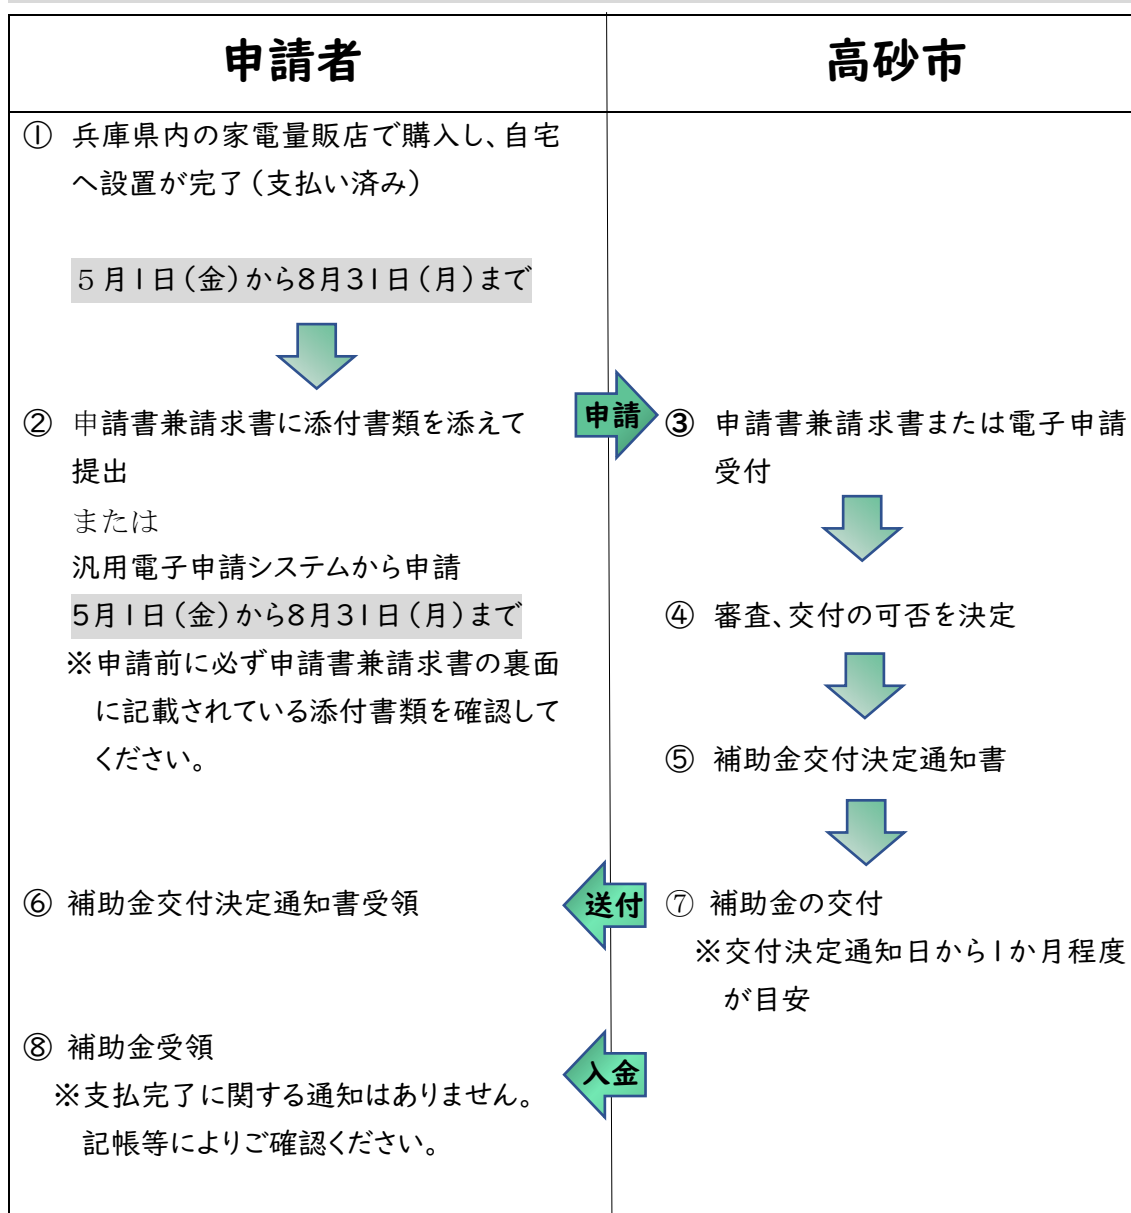 申請者
高砂市
① 兵庫県内の家電量販店で購入し、自宅
へ設置が完了(支払い済み)
5月1日(金)から8月31日(月)まで
② 申請書兼請求書に添付書類を添えて
提出
または
汎用電子申請システムから申請
5月1日(金)から8月31日(月)まで
※申請前に必ず申請書兼請求書の裏面
に記載されている添付書類を確認して
ください。
申請
③ 申請書兼請求書または電子申請
受付
④ 審査、交付の可否を決定
⑤ 補助金交付決定通知書
⑥ 補助金交付決定通知書受領
送付
⑦ 補助金の交付
※交付決定通知日から1か月程度
が目安
⑧ 補助金受領
※支払完了に関する通知はありません。
記帳等によりご確認ください。
入金